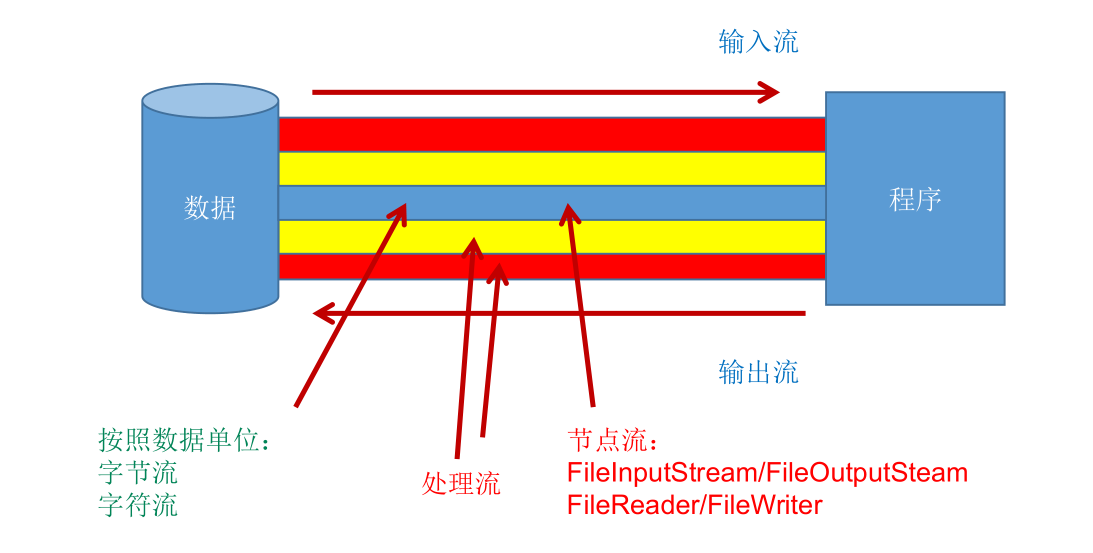 输入流
数据
程序
输出流
按照数据单位：
字节流
字符流
处理流
节点流：
FileInputStream/FileOutputSteam
FileReader/FileWriter